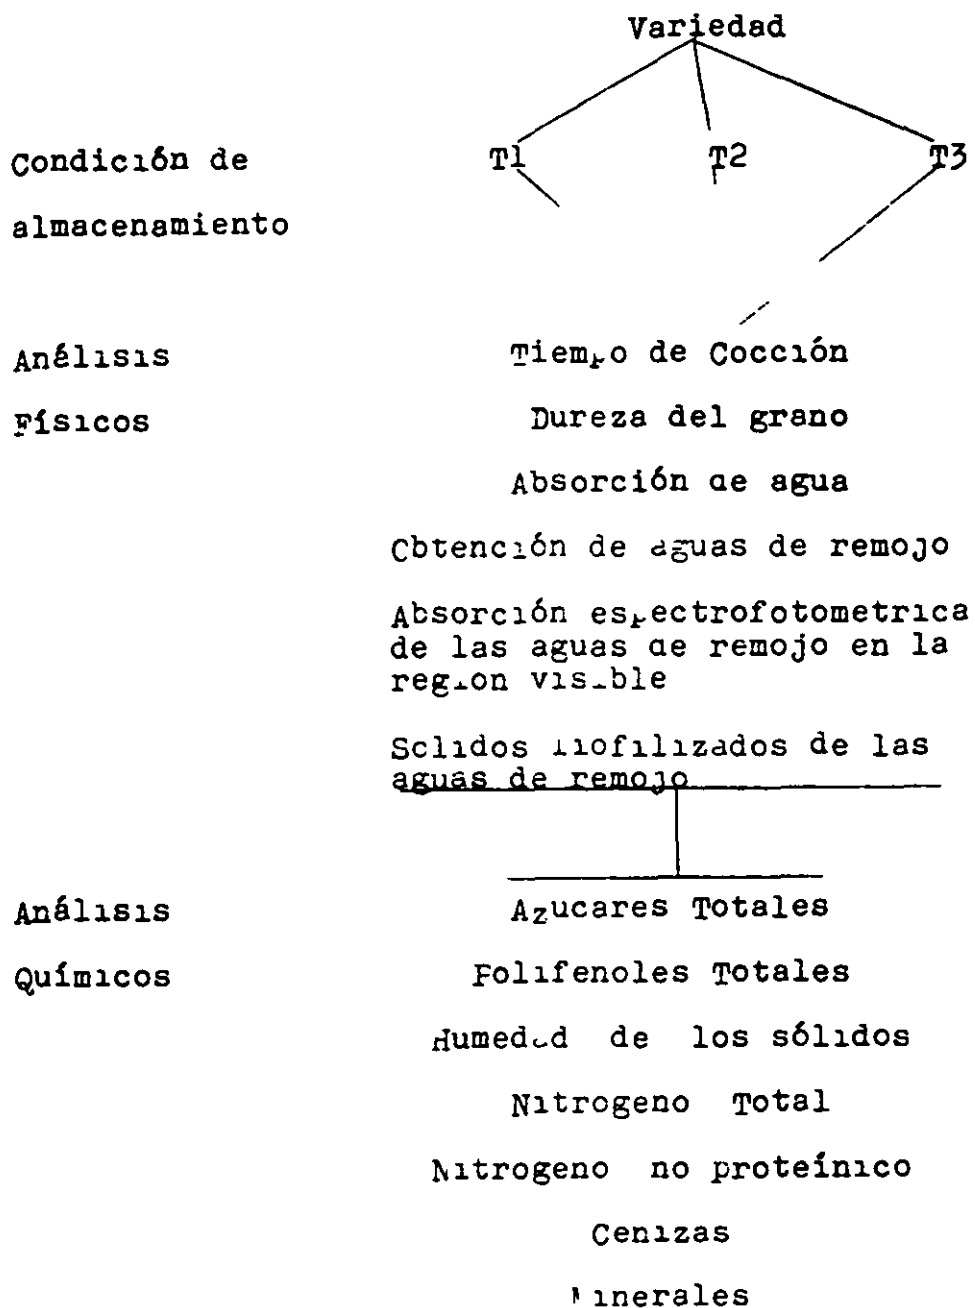 Variedad
Condición de
T1 T2 T3
almacenamiento
Análisis
Tiempo de Cocción
Físicos
Dureza del grano
Absorción de agua
Obtención de aguas de remojo
Absorción espectrofotometrica
de las aguas de remojo en la
region visible
Solidos liofilizados de las
aguas de remojo
Análisis
Azucares Totales
Químicos
Polifenoles Totales
Humedad de los sólidos
Nitrogeno Total
Nitrogeno no proteínico
Cenizas
Minerales